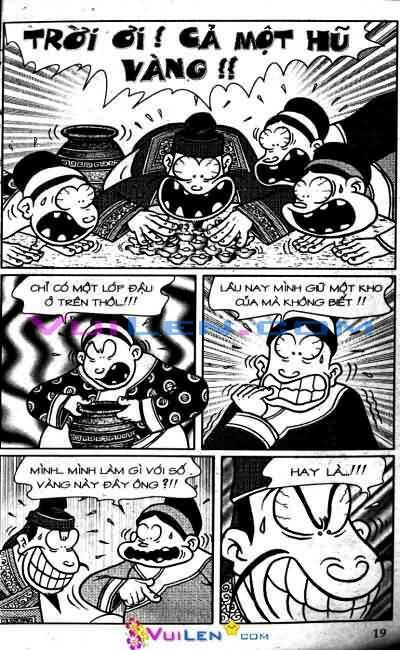 TRỜI ƠI! CẢ MỘT HŨ
VÀNG!!
CHỈ CÓ MỘT LỚP ĐẬU
Ở TRÊN THÔI...!!!
LÂU NAY MÌNH GIỮ MỘT KHO
CỦA MÀ KHÔNG BIẾT!!
VUILEN.COM
MÌNH.. MÌNH LÀM GÌ VỚI SỐ
VÀNG NÀY ĐÂY ÔNG?!!
HAY LÀ...!!!
19
VUILEN.COM